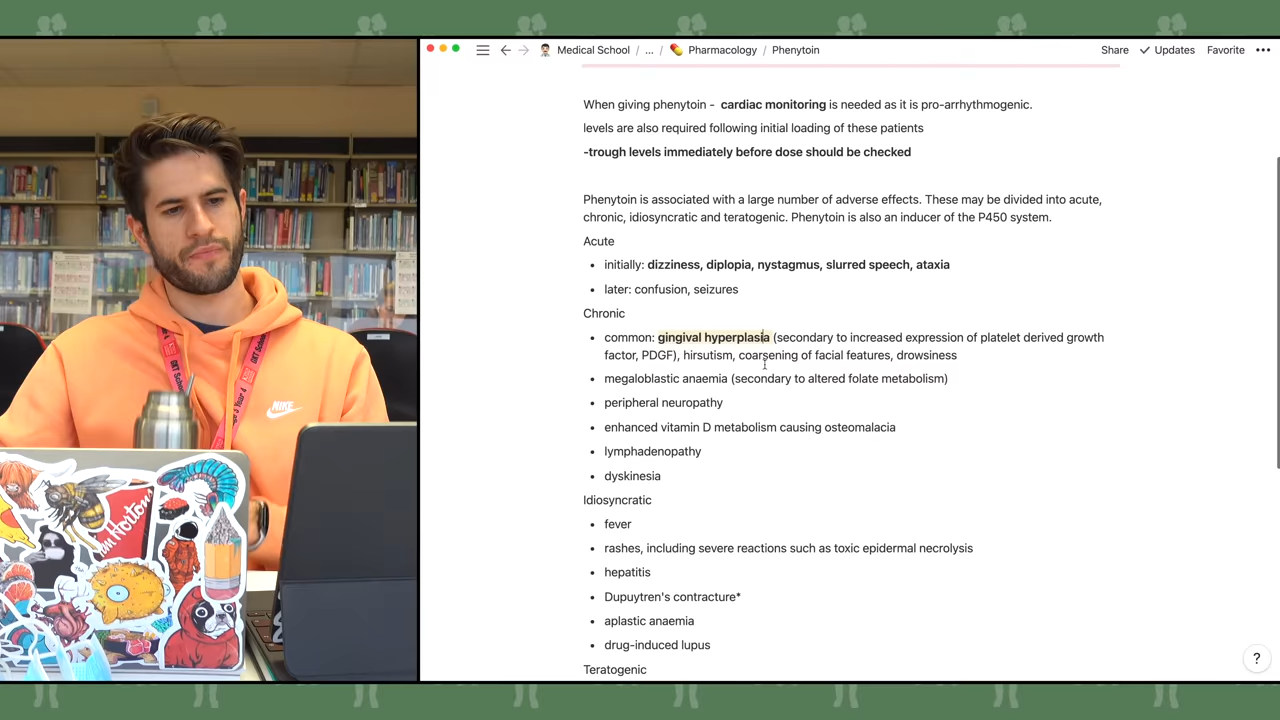 Medical School / ... / Pharmacology / Phenytoin
Share Updates Favorite •••
When giving phenytoin - cardiac monitoring is needed as it is pro-arrhythmogenic.
levels are also required following initial loading of these patients
-trough levels immediately before dose should be checked
Phenytoin is associated with a large number of adverse effects. These may be divided into acute,
chronic, idiosyncratic and teratogenic. Phenytoin is also an inducer of the P450 system.
Acute
• initially: dizziness, diplopia, nystagmus, slurred speech, ataxia
• later: confusion, seizures
Chronic
• common: gingival hyperplasia (secondary to increased expression of platelet derived growth
factor, PDGF), hirsutism, coarsening of facial features, drowsiness
• megaloblastic anaemia (secondary to altered folate metabolism)
• peripheral neuropathy
• enhanced vitamin D metabolism causing osteomalacia
• lymphadenopathy
• dyskinesia
Idiosyncratic
• fever
• rashes, including severe reactions such as toxic epidermal necrolysis
• hepatitis
• Dupuytren's contracture*
• aplastic anaemia
• drug-induced lupus
Teratogenic
?
NIKE
GKT School
Year 4
Horton